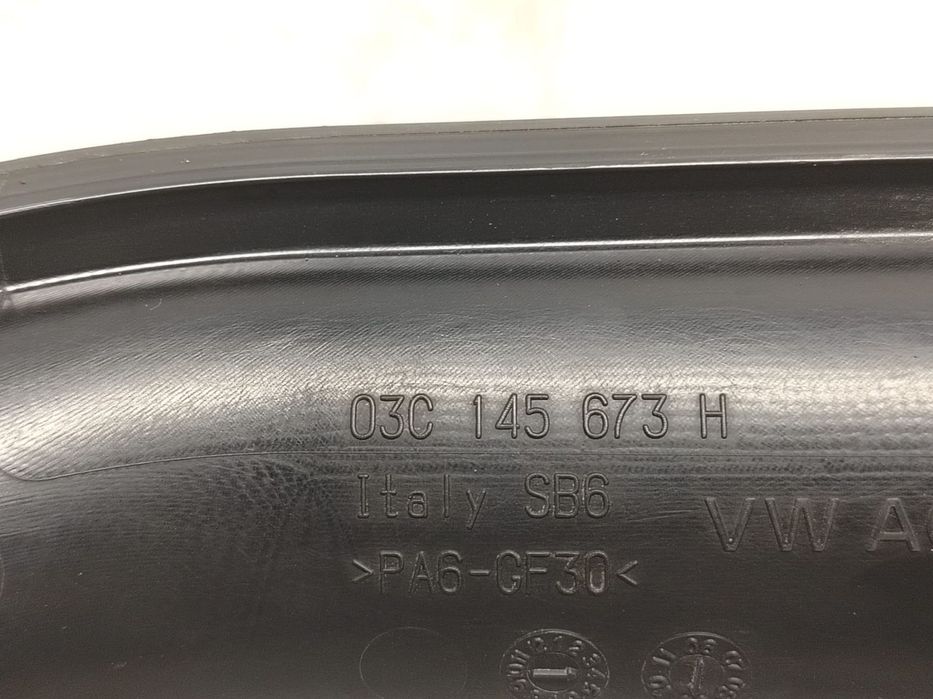 03C 145 673 H
Italy SB6
VW A
>PA6-GF30<